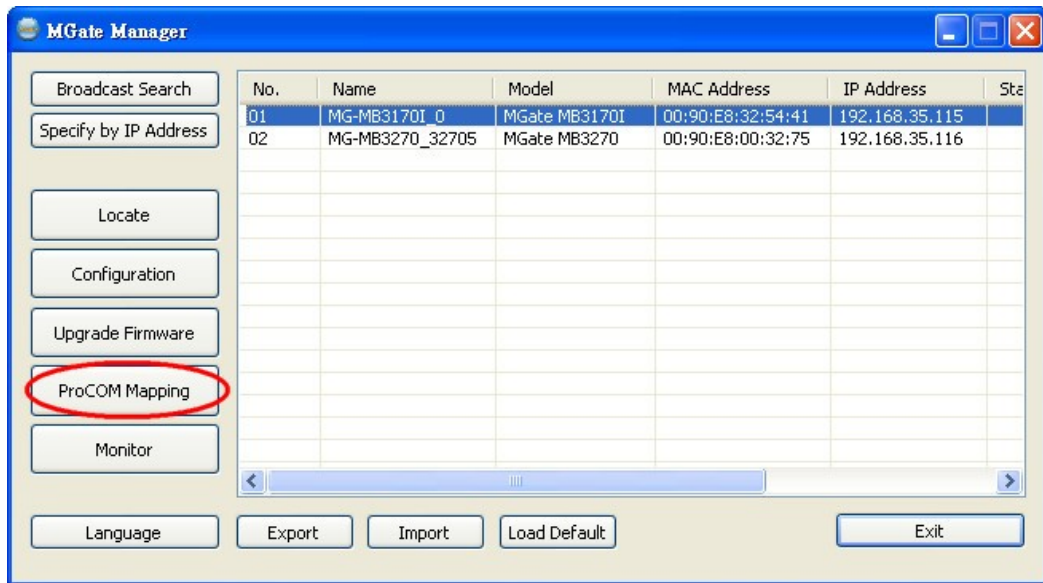 MGate Manager
Broadcast Search
Specify by IP Address
Locate
Configuration
Upgrade Firmware
ProCOM Mapping
Monitor
Language
No. Name Model MAC Address IP Address Sta
01 MG-MB3170I_0 MGate MB3170I 00:90:E8:32:54:41 192.168.35.115
02 MG-MB3270_32705 MGate MB3270 00:90:E8:00:32:75 192.168.35.116
Export Import Load Default Exit